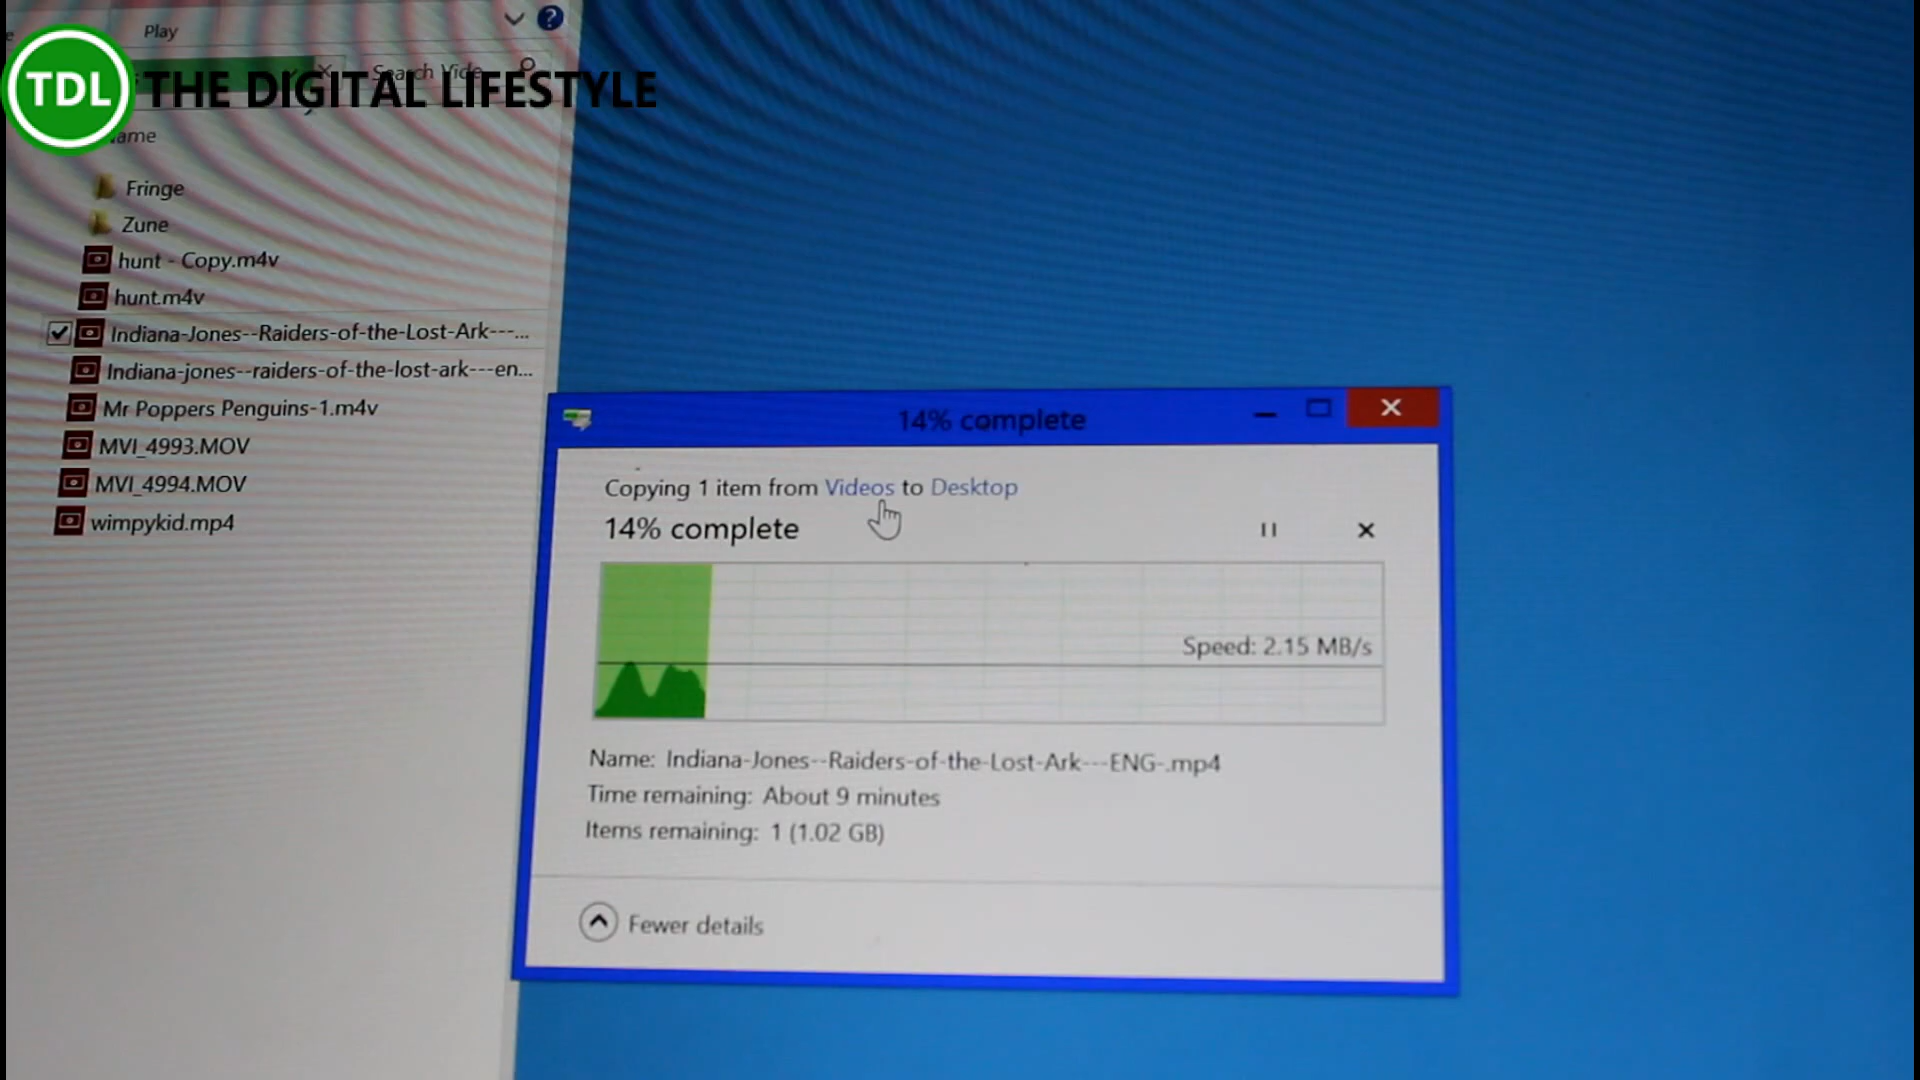 Play
TDL THE DIGITAL LIFESTYLE
Search Vide
Name
Fringe
Zune
hunt - Copy.m4v
hunt.m4v
Indiana-Jones--Raiders-of-the-Lost-Ark---...
Indiana-jones--raiders-of-the-lost-ark---en...
Mr Poppers Penguins-1.m4v
MVI_4993.MOV
MVI_4994.MOV
wimpykid.mp4
14% complete
Copying 1 item from Videos to Desktop
14% complete
Speed: 2.15 MB/s
Name: Indiana-Jones--Raiders-of-the-Lost-Ark---ENG-.mp4
Time remaining: About 9 minutes
Items remaining: 1 (1.02 GB)
Fewer details